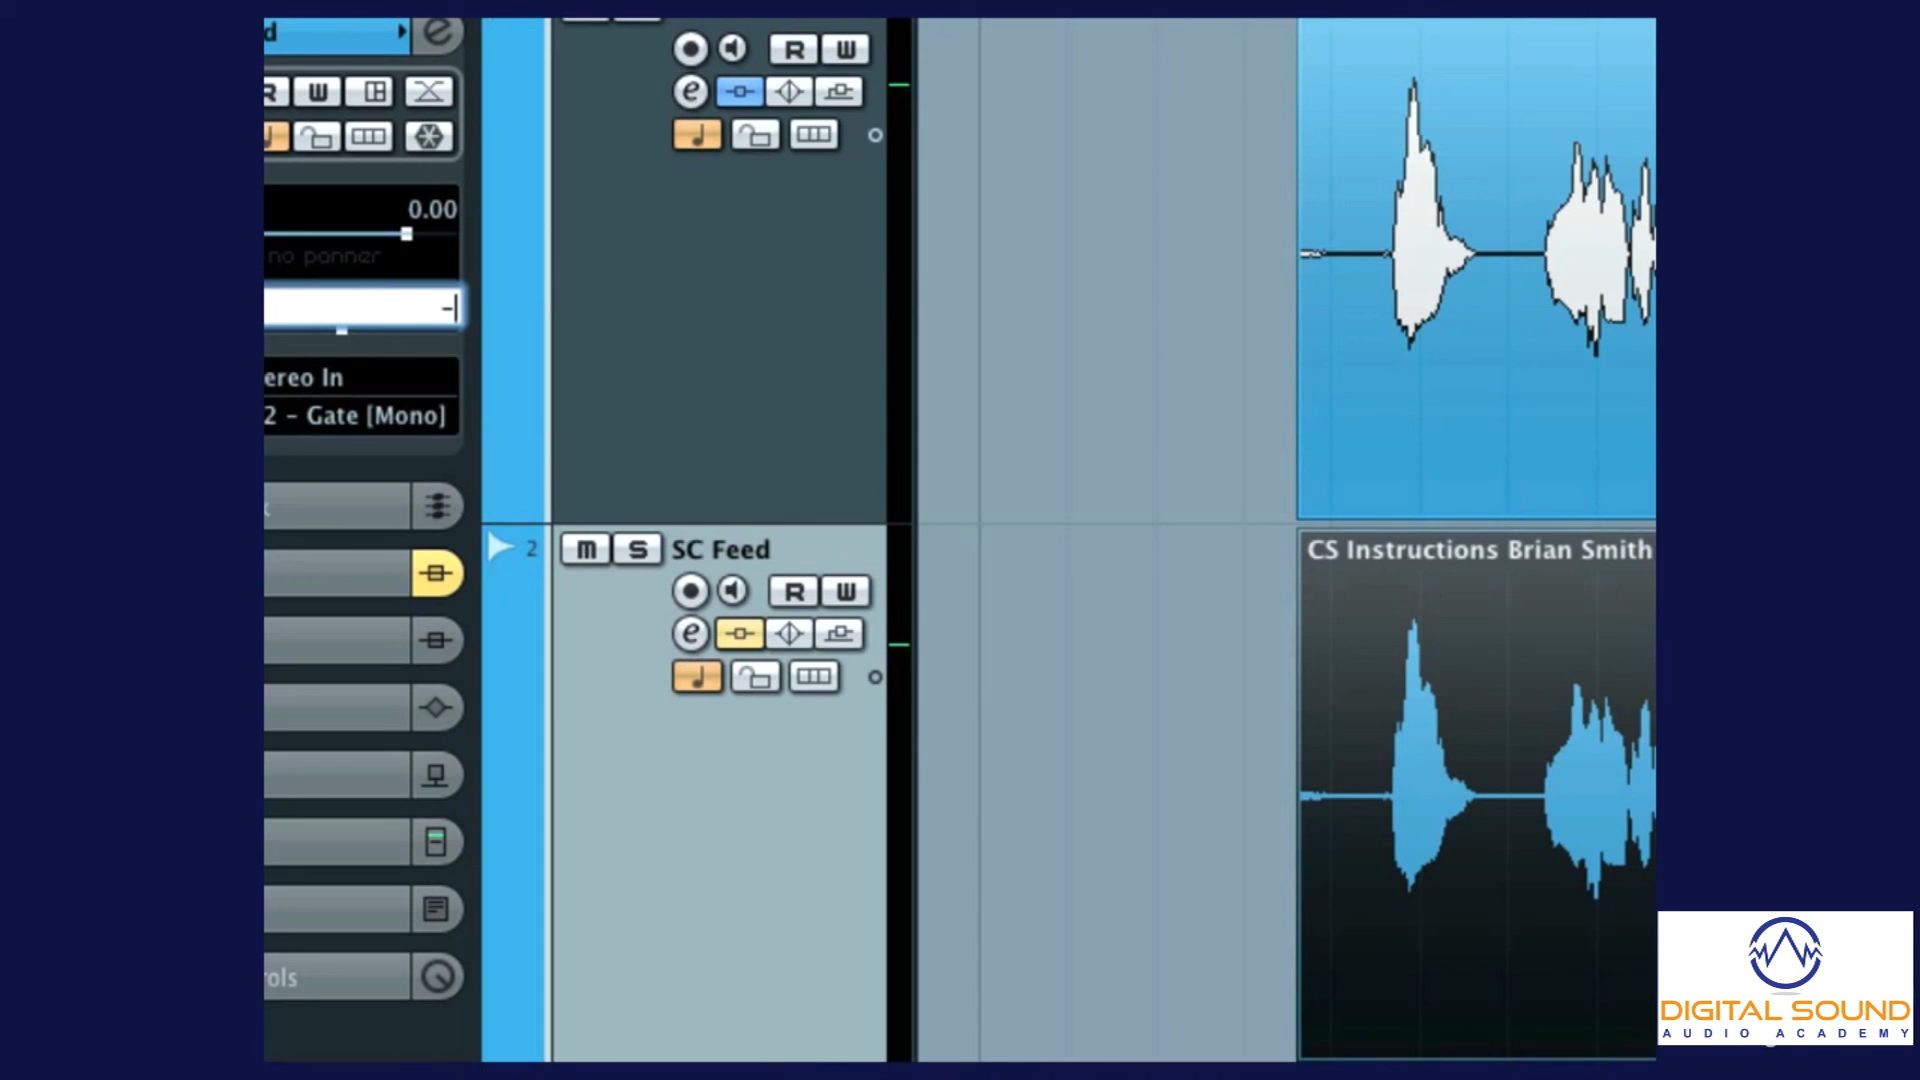 d
e
R W
R W
e
0.00
no panner
-
ereo In
2 - Gate [Mono]
2 M S SC Feed
CS Instructions Brian Smith
R W
e
rols
DIGITAL SOUND
AUDIO ACADEMY